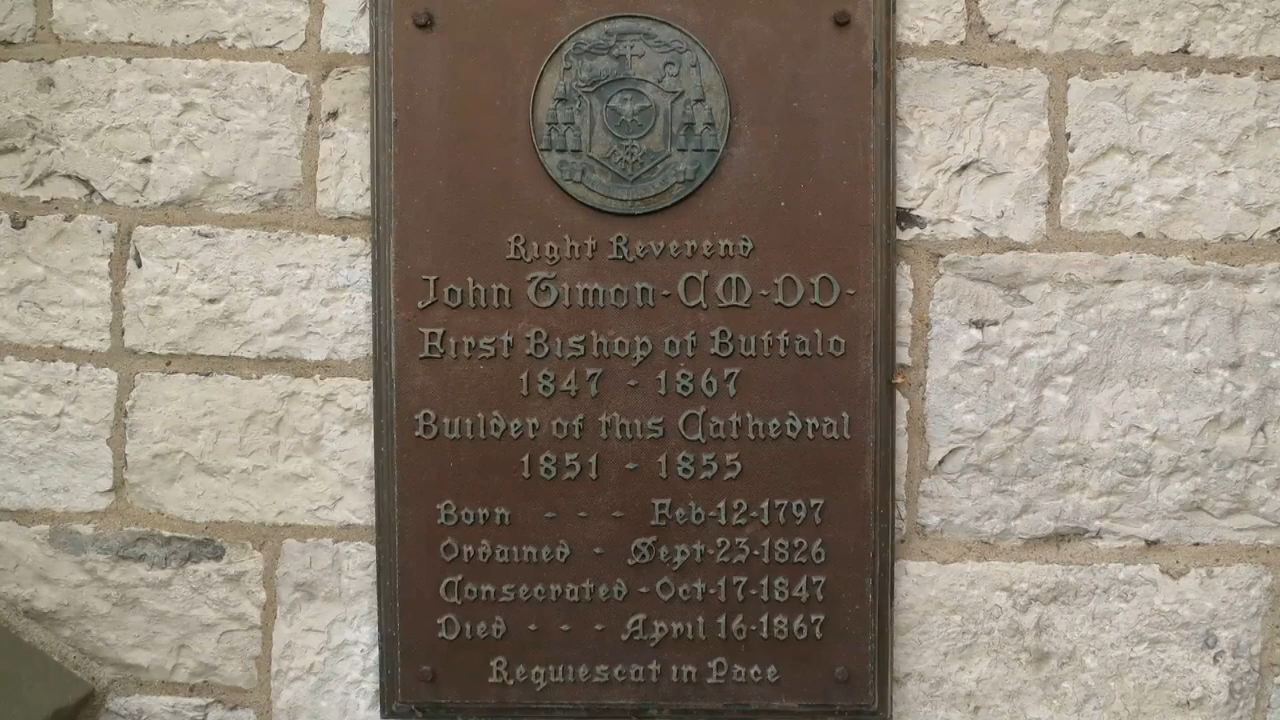 Right Reverend
John Timon-CM-DD-
First Bishop of Buffalo
1847 - 1867
Builder of this Cathedral
1851 - 1855
Born - - - Feb-12-1797
Ordained - Sept-23-1826
Consecrated - Oct-17-1847
Died - - - April 16-1867
Requiescat in Pace